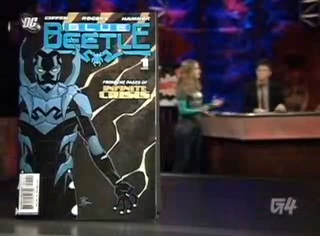 DC
GIFFEN ROGERS HAMNER
BLUE
BEETLE
1
FROM THE PAGES OF
INFINITE
CRISIS
G4